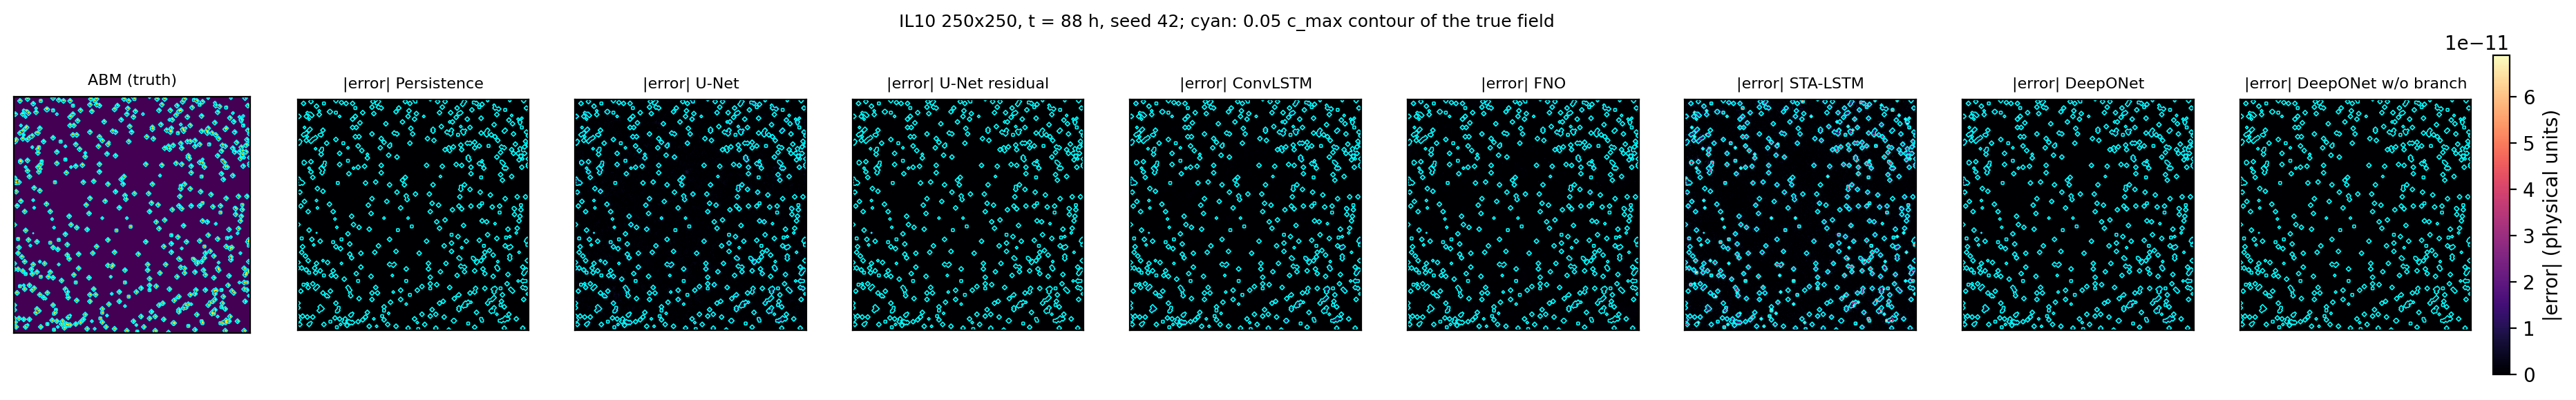 IL10 250x250, t = 88 h, seed 42; cyan: 0.05 c_max contour of the true field
1e−11
ABM (truth)
|error| Persistence
|error| U-Net
|error| U-Net residual
|error| ConvLSTM
|error| FNO
|error| STA-LSTM
|error| DeepONet
|error| DeepONet w/o branch
6
5
4
3
2
1
0
|error| (physical units)